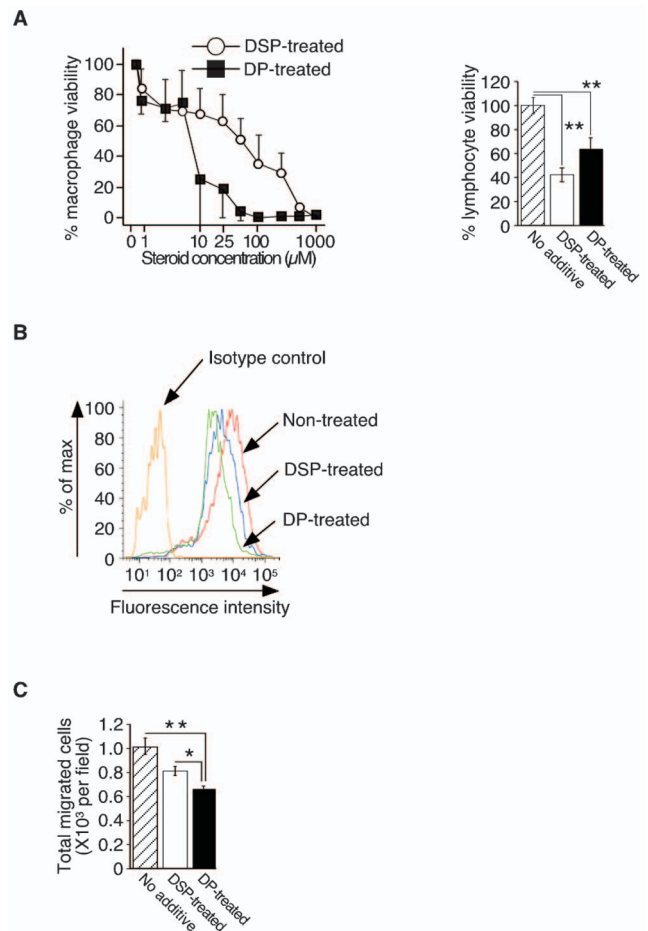 A
DSP-treated
DP-treated
% macrophage viability
100
80
60
40
20
0
0 1 10 25 100 1000
Steroid concentration (µM)
% lymphocyte viability
120
100
80
60
40
20
0
**
**
No additive
DSP-treated
DP-treated
B
Isotype control
% of max
100
80
60
40
20
0
Non-treated
DSP-treated
DP-treated
10¹ 10² 10³ 10⁴ 10⁵
Fluorescence intensity
C
Total migrated cells
(X10³ per field)
1.2
1.0
0.8
0.6
0.4
0.2
0
**
*
No additive
DSP-treated
DP-treated